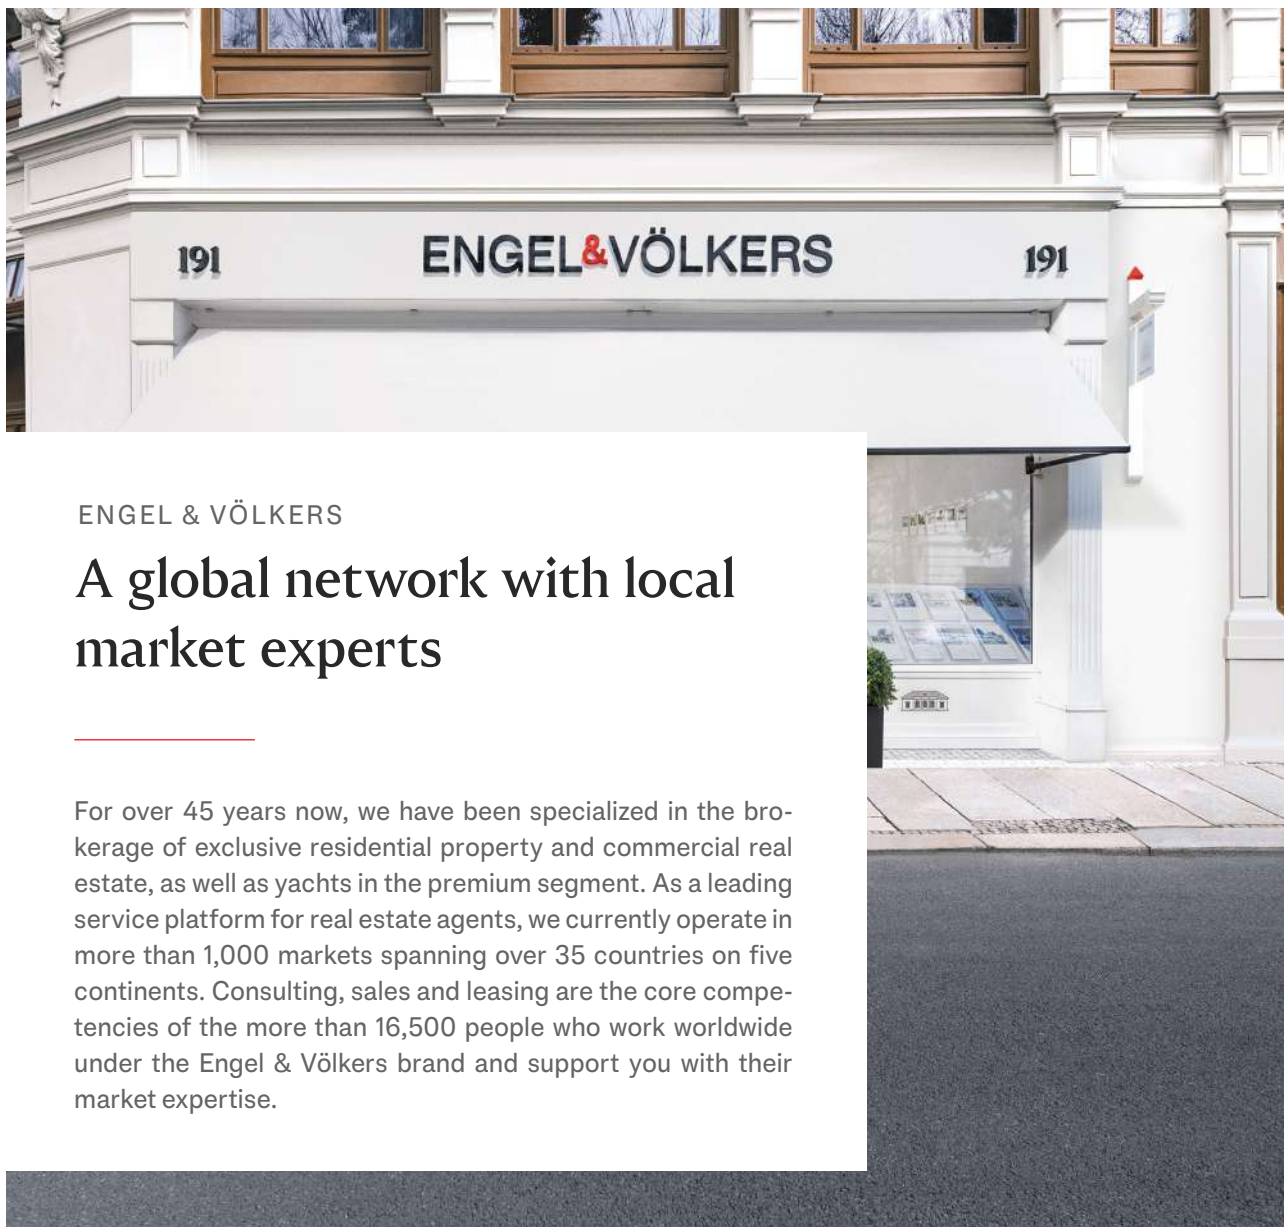 191 ENGEL&VÖLKERS 191
ENGEL & VÖLKERS
A global network with local
market experts
For over 45 years now, we have been specialized in the bro-
kerage of exclusive residential property and commercial real
estate, as well as yachts in the premium segment. As a leading
service platform for real estate agents, we currently operate in
more than 1,000 markets spanning over 35 countries on five
continents. Consulting, sales and leasing are the core compe-
tencies of the more than 16,500 people who work worldwide
under the Engel & Völkers brand and support you with their
market expertise.